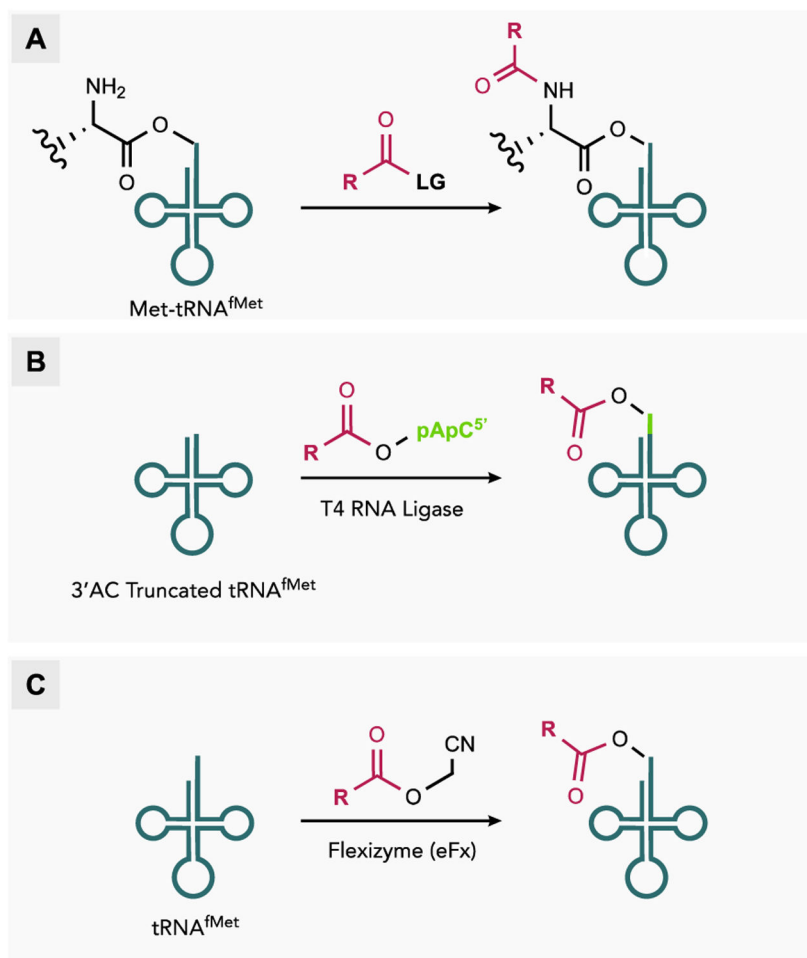 A
R
O
NH
NH₂
O
O
O
R
LG
O
O
Met-tRNAᶠᴹᵉᵗ
B
O
R
O
pApC⁵'
T4 RNA Ligase
R
O
O
3'AC Truncated tRNAᶠᴹᵉᵗ
C
O
R
O
CN
Flexizyme (eFx)
R
O
O
tRNAᶠᴹᵉᵗ